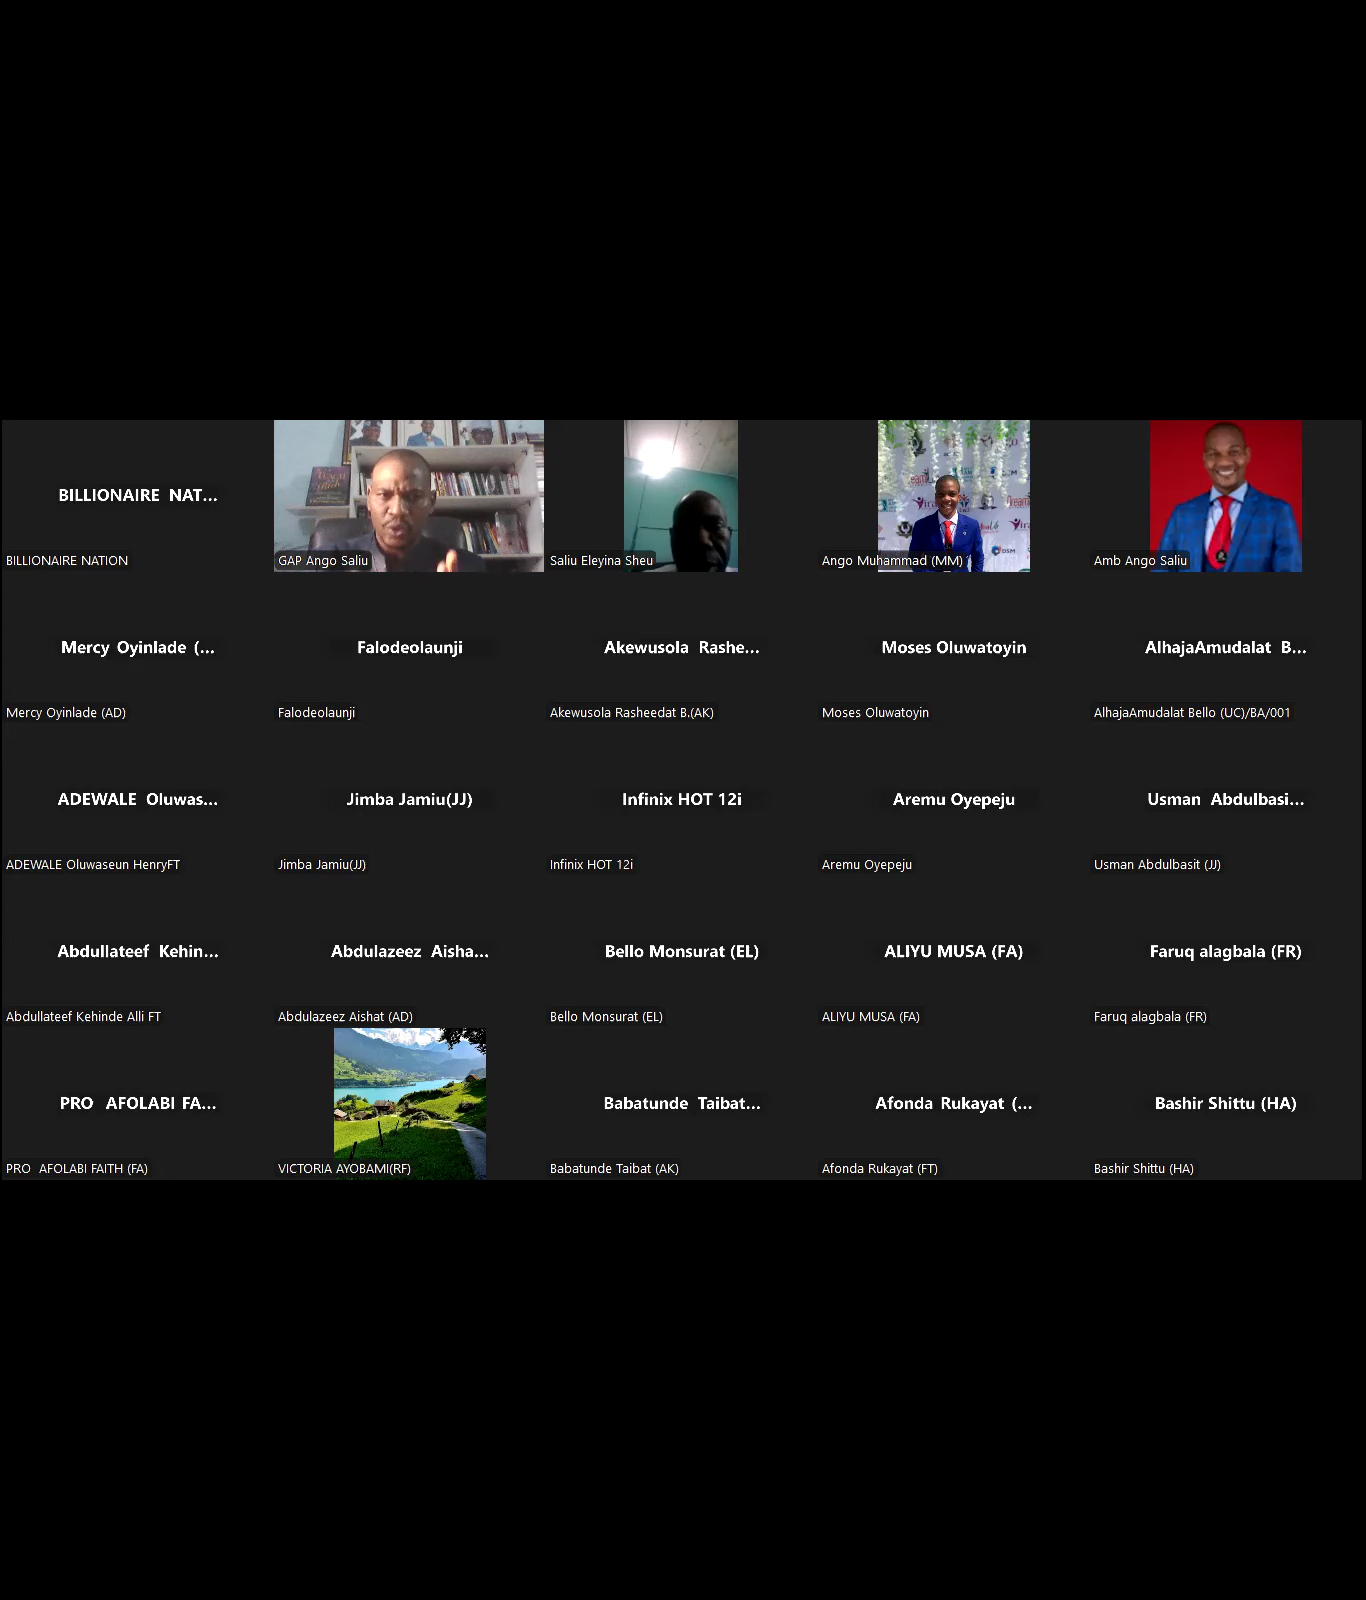 BILLIONAIRE NAT...
BILLIONAIRE NATION
TEACH
GAP Ango Saliu
Saliu Eleyina Sheu
DSM
Ango Muhammad (MM)
Amb Ango Saliu
Mercy Oyinlade (...
Falodeolaunji
Akewusola Rashe...
Moses Oluwatoyin
AlhajaAmudalat B...
Mercy Oyinlade (AD)
Falodeolaunji
Akewusola Rasheedat B.(AK)
Moses Oluwatoyin
AlhajaAmudalat Bello (UC)/BA/001
ADEWALE Oluwas...
Jimba Jamiu(JJ)
Infinix HOT 12i
Aremu Oyepeju
Usman Abdulbasi...
ADEWALE Oluwaseun HenryFT
Jimba Jamiu(JJ)
Infinix HOT 12i
Aremu Oyepeju
Usman Abdulbasit (JJ)
Abdullateef Kehin...
Abdulazeez Aisha...
Bello Monsurat (EL)
ALIYU MUSA (FA)
Faruq alagbala (FR)
Abdullateef Kehinde Alli FT
Abdulazeez Aishat (AD)
Bello Monsurat (EL)
ALIYU MUSA (FA)
Faruq alagbala (FR)
PRO AFOLABI FA...
Babatunde Taibat...
Afonda Rukayat (...
Bashir Shittu (HA)
PRO AFOLABI FAITH (FA)
VICTORIA AYOBAMI(RF)
Babatunde Taibat (AK)
Afonda Rukayat (FT)
Bashir Shittu (HA)